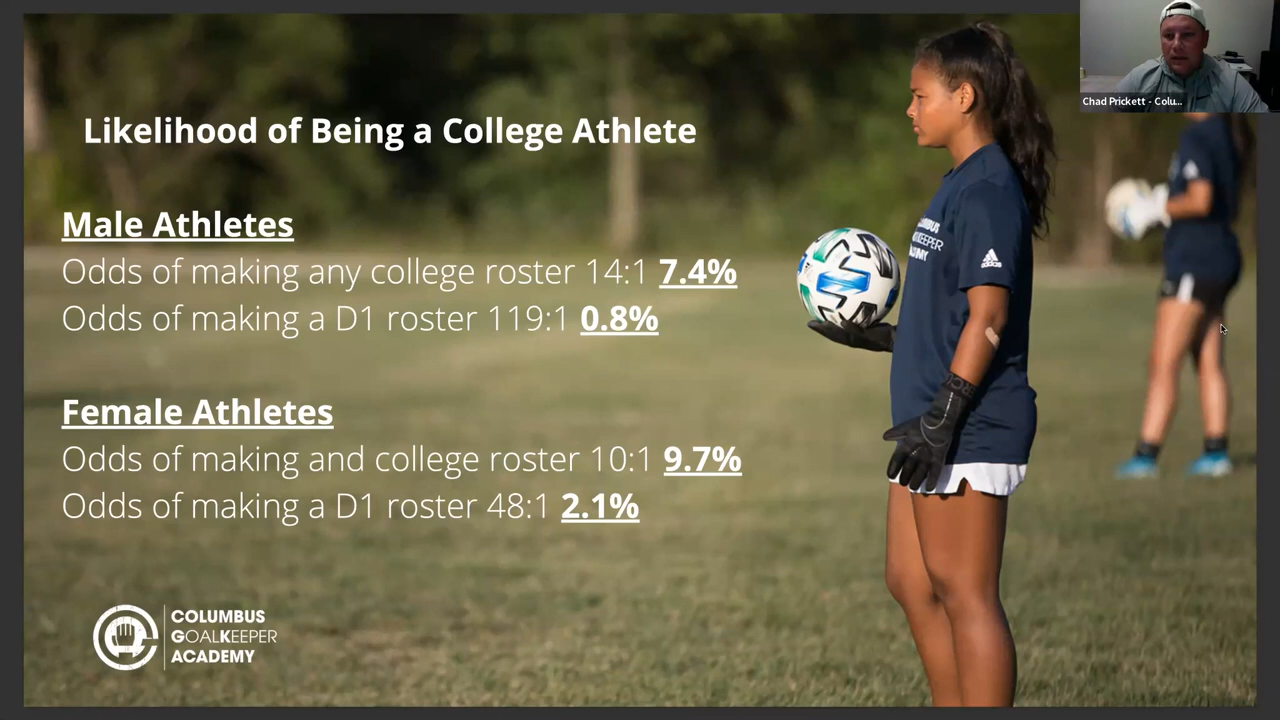 Likelihood of Being a College Athlete
Male Athletes
Odds of making any college roster 14:1 7.4%
Odds of making a D1 roster 119:1 0.8%
Female Athletes
Odds of making and college roster 10:1 9.7%
Odds of making a D1 roster 48:1 2.1%
COLUMBUS
GOALKEEPER
ACADEMY
Chad Prickett - Colu...
adidas